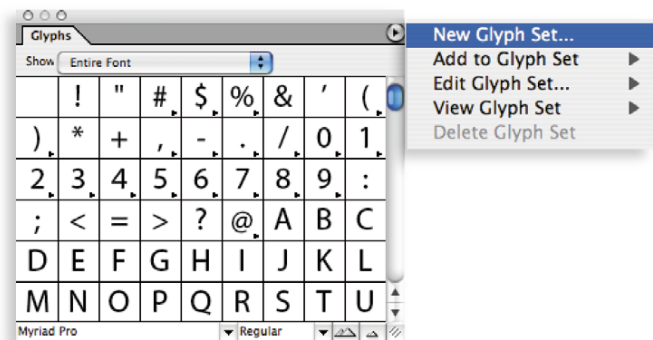 Glyphs
Show Entire Font
! " # $ % & ' (
) * + , - . / 0 1
2 3 4 5 6 7 8 9 :
; < = > ? @ A B C
D E F G H I J K L
M N O P Q R S T U
Myriad Pro Regular
New Glyph Set...
Add to Glyph Set
Edit Glyph Set...
View Glyph Set
Delete Glyph Set